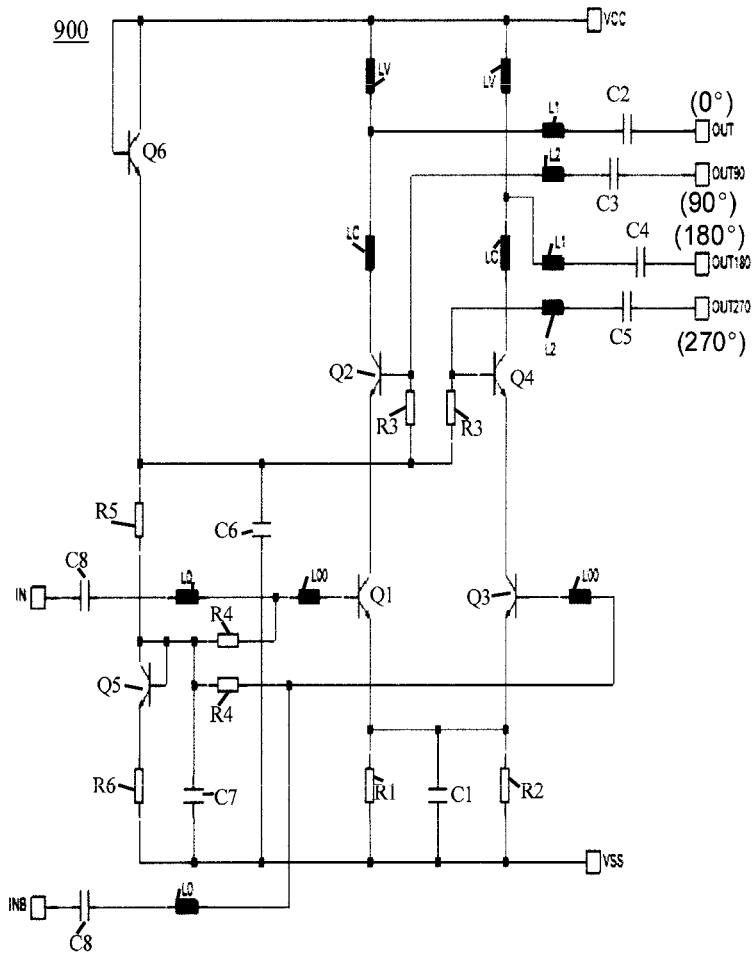 900
VCC
LV
LV
C2
(0°)
L1
OUT
Q6
L2
OUT90
C3
(90°)
(180°)
C4
LC
LC
L1
OUT180
OUT270
L2
C5
(270°)
Q2
Q4
R3
R3
R5
C6
C8
IN
L0
L00
Q1
Q3
L00
R4
Q5
R4
R6
C7
R1
C1
R2
VSS
L0
INB
C8